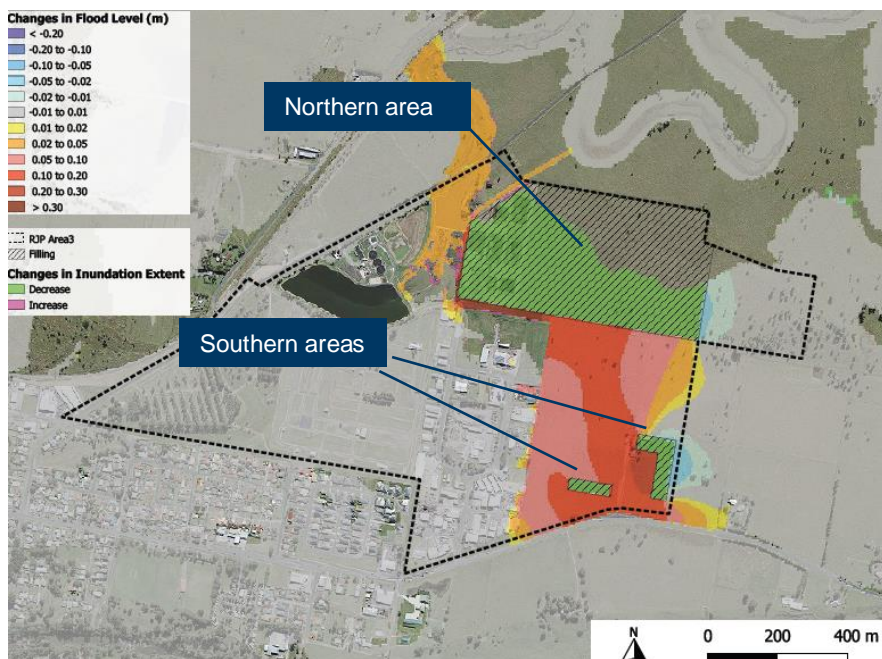 Changes in Flood Level (m)
< -0.20
-0.20 to -0.10
-0.10 to -0.05
-0.05 to -0.02
-0.02 to -0.01
-0.01 to 0.01
0.01 to 0.02
0.02 to 0.05
0.05 to 0.10
0.10 to 0.20
0.20 to 0.30
> 0.30
RJP Area3
Filling
Changes in Inundation Extent
Decrease
Increase
Northern area
Southern areas
N
0 200 400 m